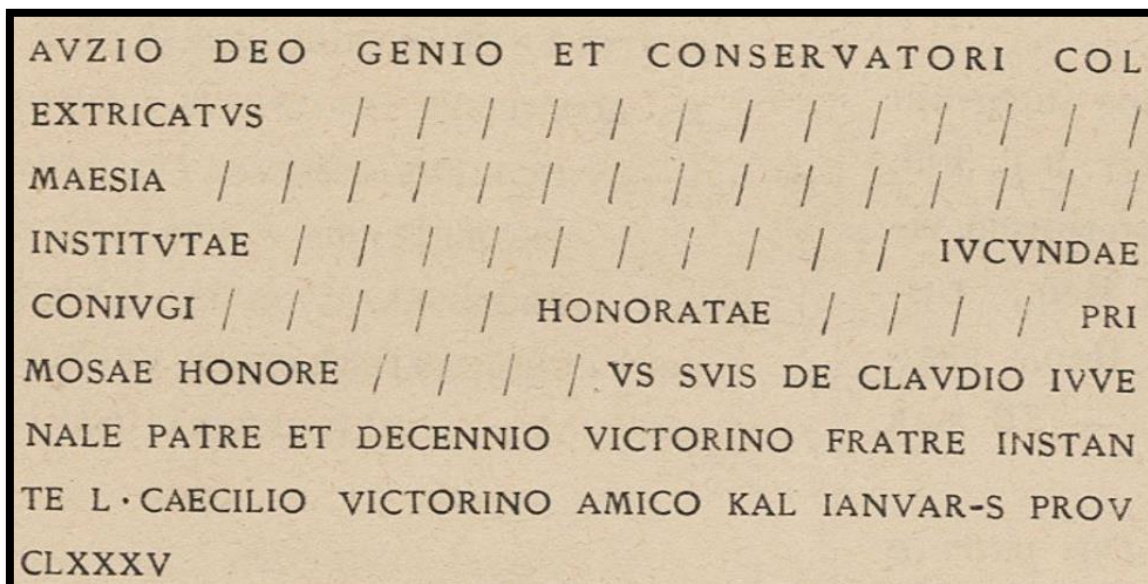 AVZIO DEO GENIO ET CONSERVATORI COL
EXTRICATVS / / / / / / / / / / / / /
MAESIA / / / / / / / / / / / / / / /
INSTITVTAE / / / / / / / / / / IVCVNDAE
CONIVGI / / / / / HONORATAE / / / / PRI
MOSAE HONORE / / / / VS SVIS DE CLAVDIO IVVE
NALE PATRE ET DECENNIO VICTORINO FRATRE INSTAN
TE L · CAECILIO VICTORINO AMICO KAL IANVAR-S PROV
CLXXXV